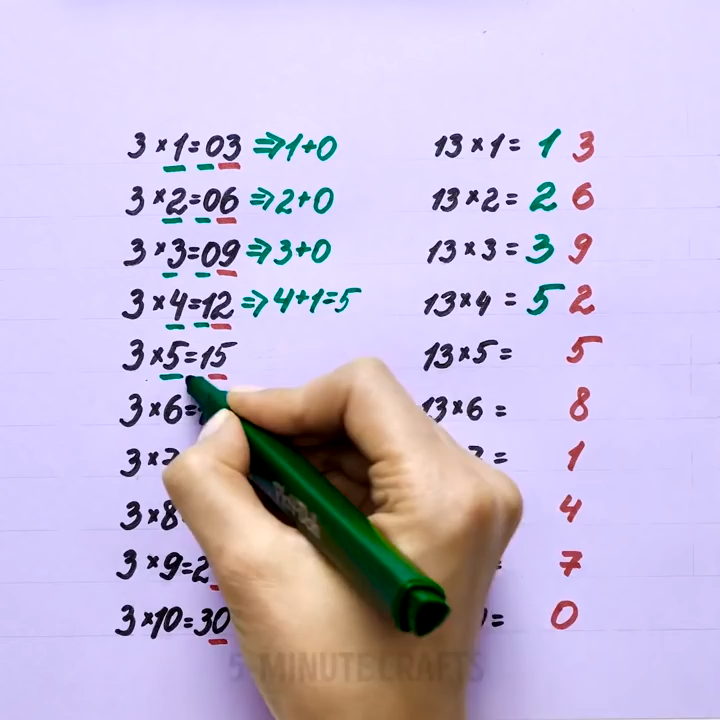 3 × 1 = 03 ⇒ 1+0 13 × 1 = 1 3
3 × 2 = 06 ⇒ 2+0 13 × 2 = 2 6
3 × 3 = 09 ⇒ 3+0 13 × 3 = 3 9
3 × 4 = 12 ⇒ 4+1=5 13 × 4 = 5 2
3 × 5 = 15 13 × 5 = 5
3 × 6 = 13 × 6 = 8
3 × = 1
3 × 8 4
3 × 9 = 2 7
3 × 10 = 30 = 0
5 MINUTE CRAFTS